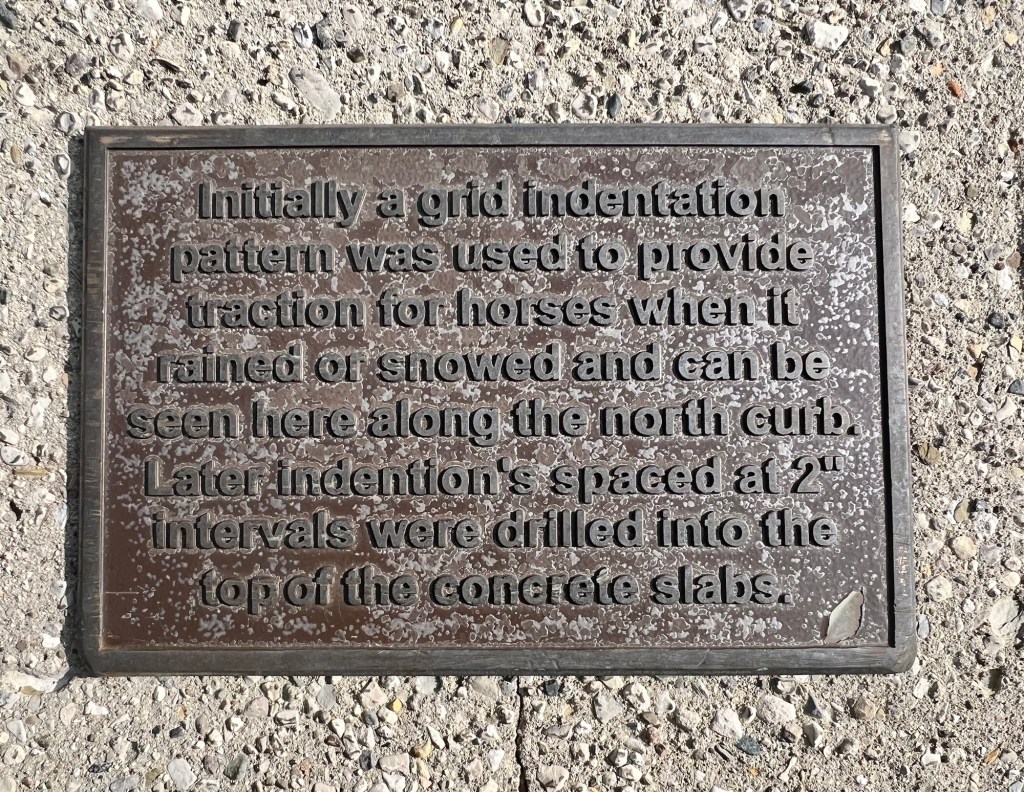 Initially a grid indentation
pattern was used to provide
traction for horses when it
rained or snowed and can be
seen here along the north curb.
Later indention's spaced at 2"
intervals were drilled into the
top of the concrete slabs.